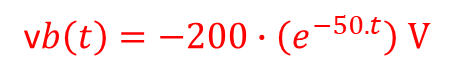 vb(t) = −200 · (e^{−50.t}) V